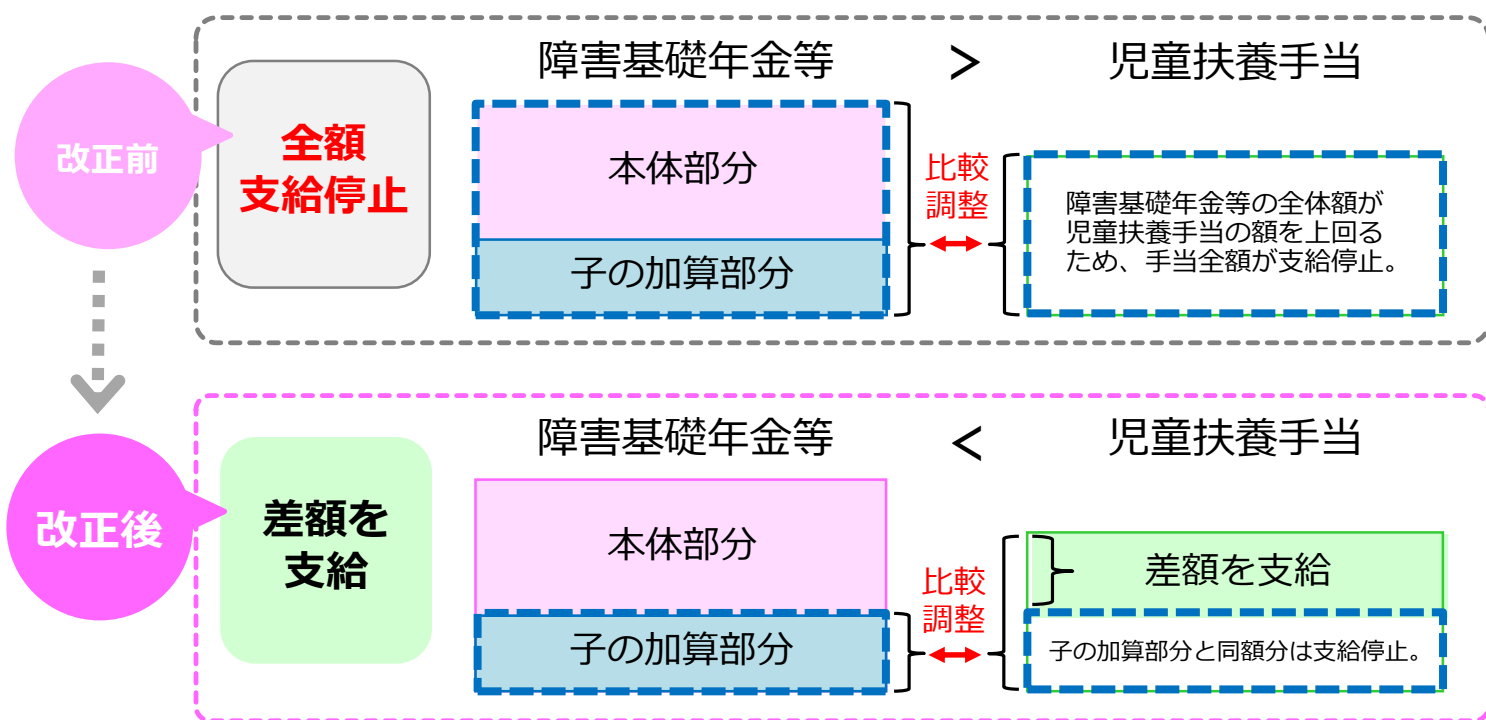 改正前
全額
支給停止
障害基礎年金等 > 児童扶養手当
本体部分
子の加算部分
比較
調整
障害基礎年金等の全体額が
児童扶養手当の額を上回る
ため、手当全額が支給停止。
改正後
差額を
支給
障害基礎年金等 < 児童扶養手当
本体部分
子の加算部分
比較
調整
差額を支給
子の加算部分と同額分は支給停止。